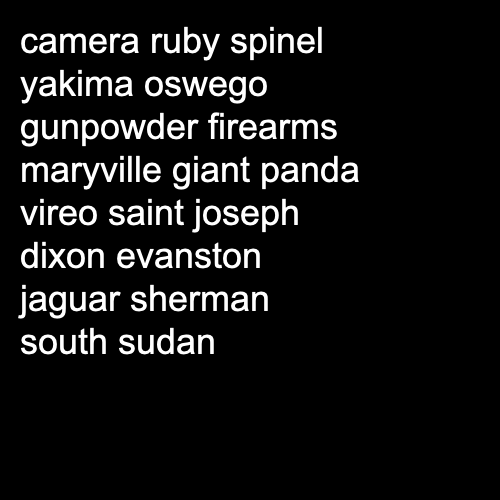 camera ruby spinel
yakima oswego
gunpowder firearms
maryville giant panda
vireo saint joseph
dixon evanston
jaguar sherman
south sudan